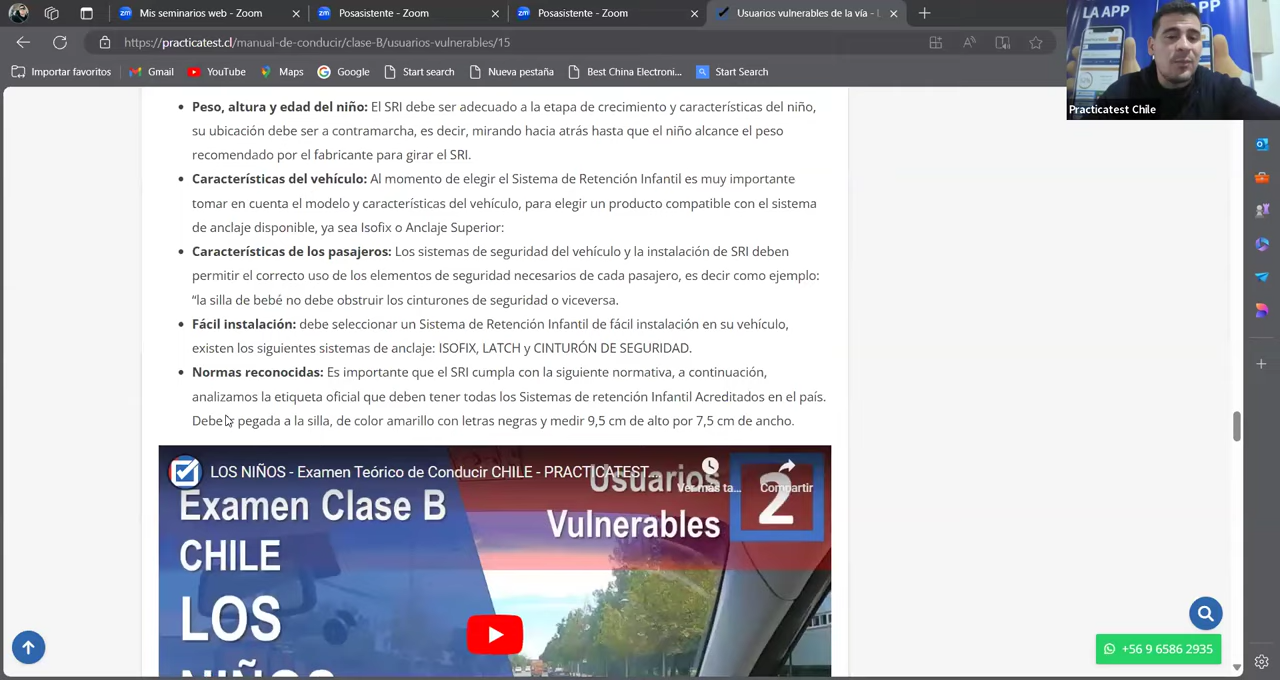 Mis seminarios web - Zoom
Posasistente - Zoom
Posasistente - Zoom
Usuarios vulnerables de la vía - L
https://practicatest.cl/manual-de-conducir/clase-B/usuarios-vulnerables/15
Importar favoritos
Gmail
YouTube
Maps
Google
Start search
Nueva pestaña
Best China Electroni...
Start Search
LA APP
LA APP
Practicatest Chile
• Peso, altura y edad del niño: El SRI debe ser adecuado a la etapa de crecimiento y características del niño,
su ubicación debe ser a contramarcha, es decir, mirando hacia atrás hasta que el niño alcance el peso
recomendado por el fabricante para girar el SRI.
• Características del vehículo: Al momento de elegir el Sistema de Retención Infantil es muy importante
tomar en cuenta el modelo y características del vehículo, para elegir un producto compatible con el sistema
de anclaje disponible, ya sea Isofix o Anclaje Superior:
• Características de los pasajeros: Los sistemas de seguridad del vehículo y la instalación de SRI deben
permitir el correcto uso de los elementos de seguridad necesarios de cada pasajero, es decir como ejemplo:
“la silla de bebé no debe obstruir los cinturones de seguridad o viceversa.
• Fácil instalación: debe seleccionar un Sistema de Retención Infantil de fácil instalación en su vehículo,
existen los siguientes sistemas de anclaje: ISOFIX, LATCH y CINTURÓN DE SEGURIDAD.
• Normas reconocidas: Es importante que el SRI cumpla con la siguiente normativa, a continuación,
analizamos la etiqueta oficial que deben tener todas los Sistemas de retención Infantil Acreditados en el país.
Debe ir pegada a la silla, de color amarillo con letras negras y medir 9,5 cm de alto por 7,5 cm de ancho.
LOS NIÑOS - Examen Teórico de Conducir CHILE - PRACTICATEST...
Ver más ta...
Compartir
Usuarios
Vulnerables
2
Examen Clase B
CHILE
LOS
NIÑOS
+56 9 6586 2935